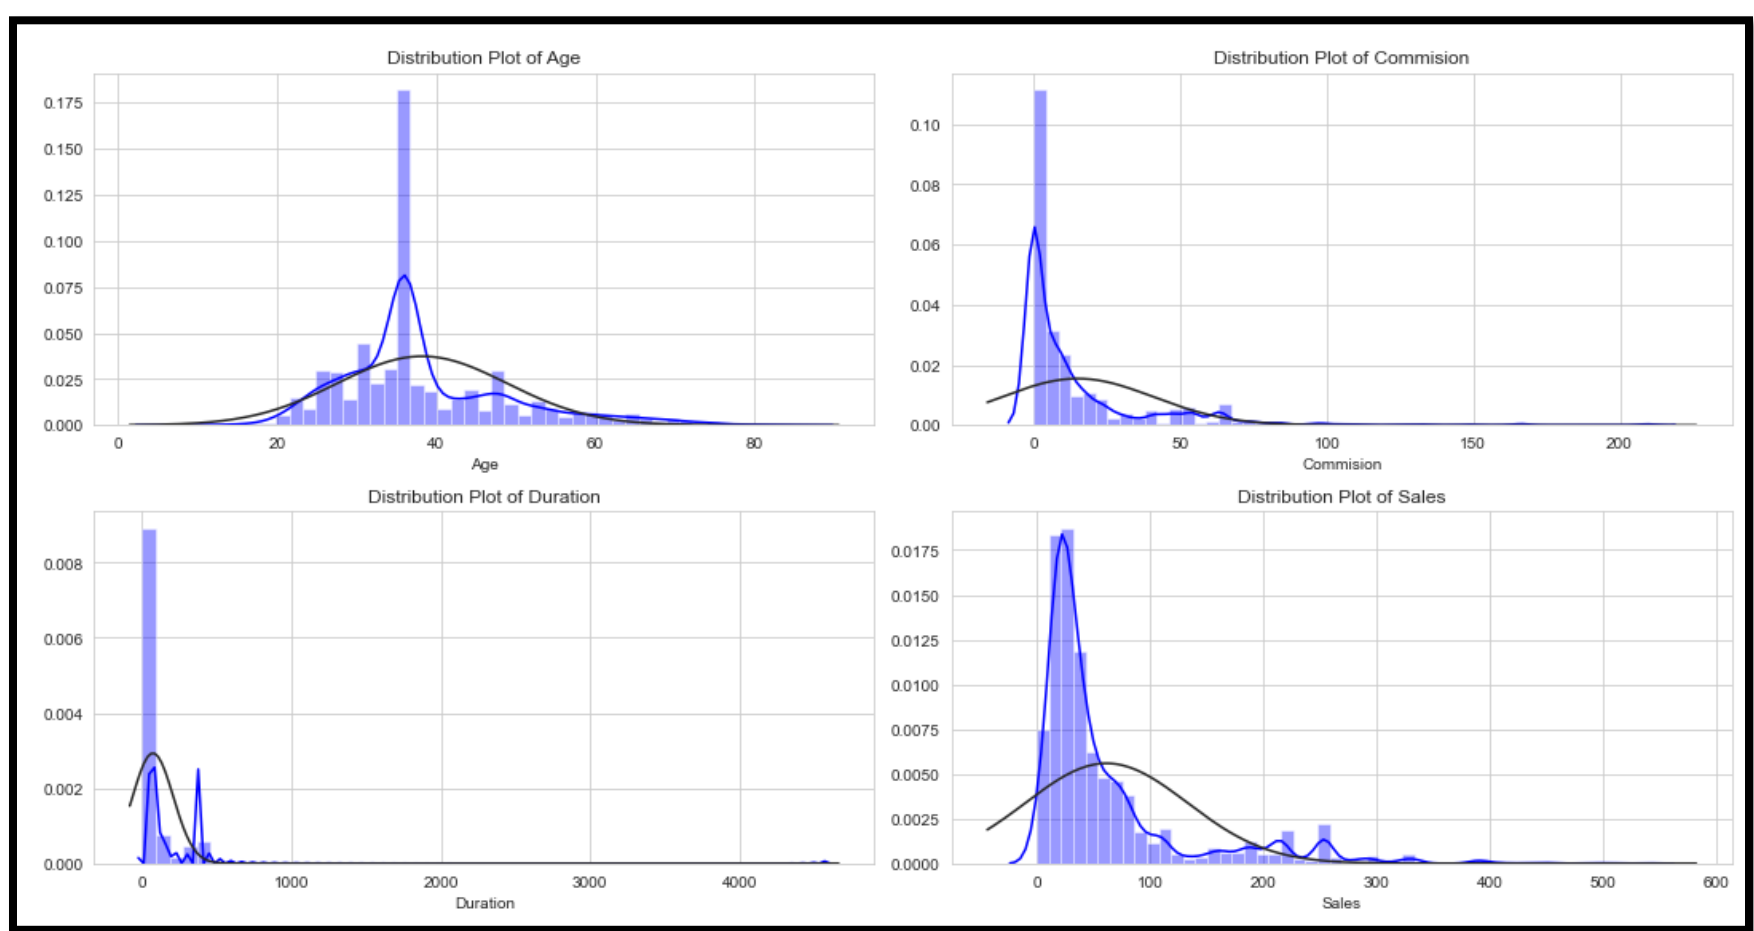 Distribution Plot of Age
0.175
0.150
0.125
0.100
0.075
0.050
0.025
0.000
0 20 40 60 80
Age
Distribution Plot of Commision
0.10
0.08
0.06
0.04
0.02
0.00
0 50 100 150 200
Commision
Distribution Plot of Duration
0.008
0.006
0.004
0.002
0.000
0 1000 2000 3000 4000
Duration
Distribution Plot of Sales
0.0175
0.0150
0.0125
0.0100
0.0075
0.0050
0.0025
0.0000
0 100 200 300 400 500 600
Sales